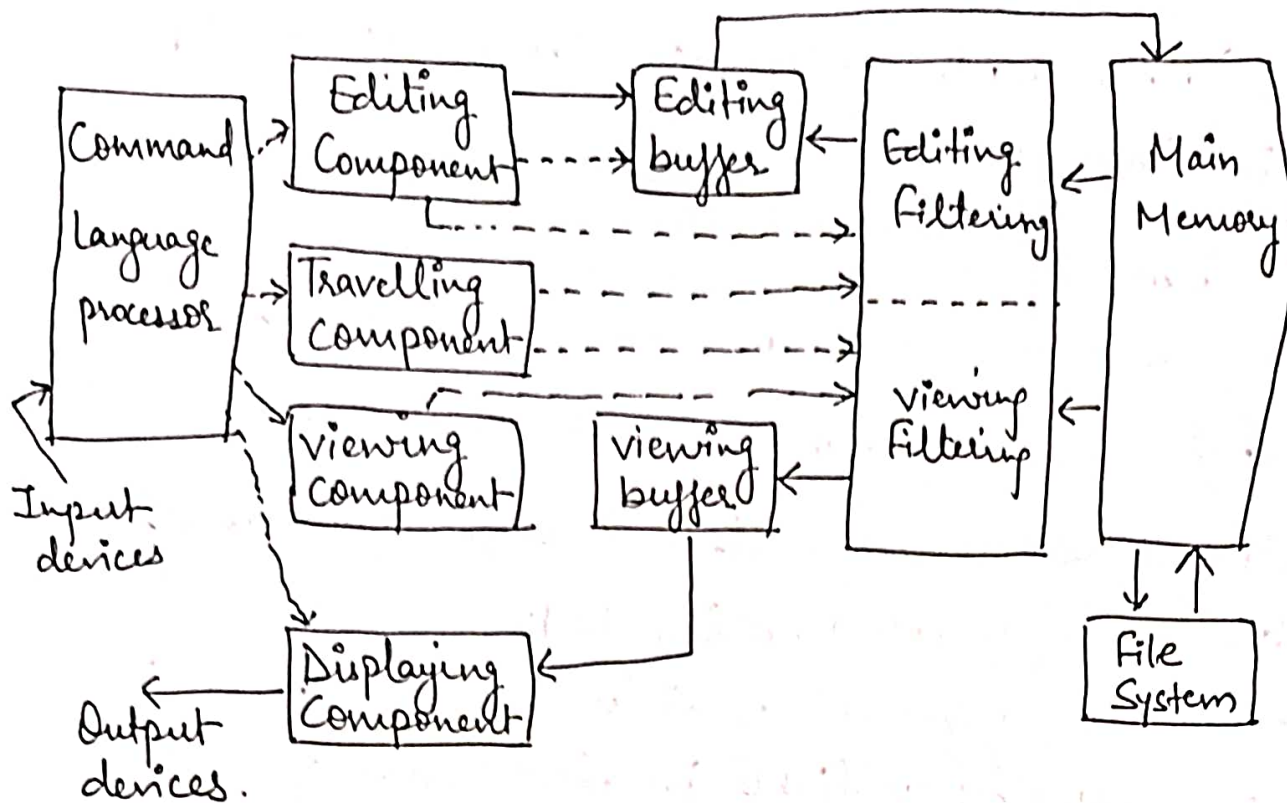 Command
language
processor
Editing
Component
Editing
buffer
Editing
Filtering
Main
Memory
Travelling
Component
viewing
component
viewing
buffer
viewing
Filtering
Input
devices
Displaying
Component
File
System
Output
devices.